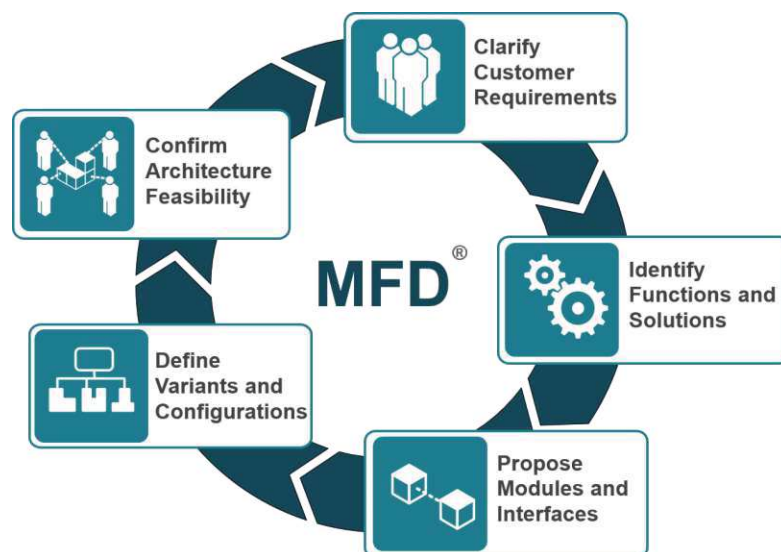 Clarify
Customer
Requirements
Identify
Functions and
Solutions
Propose
Modules and
Interfaces
Define
Variants and
Configurations
Confirm
Architecture
Feasibility
MFD®